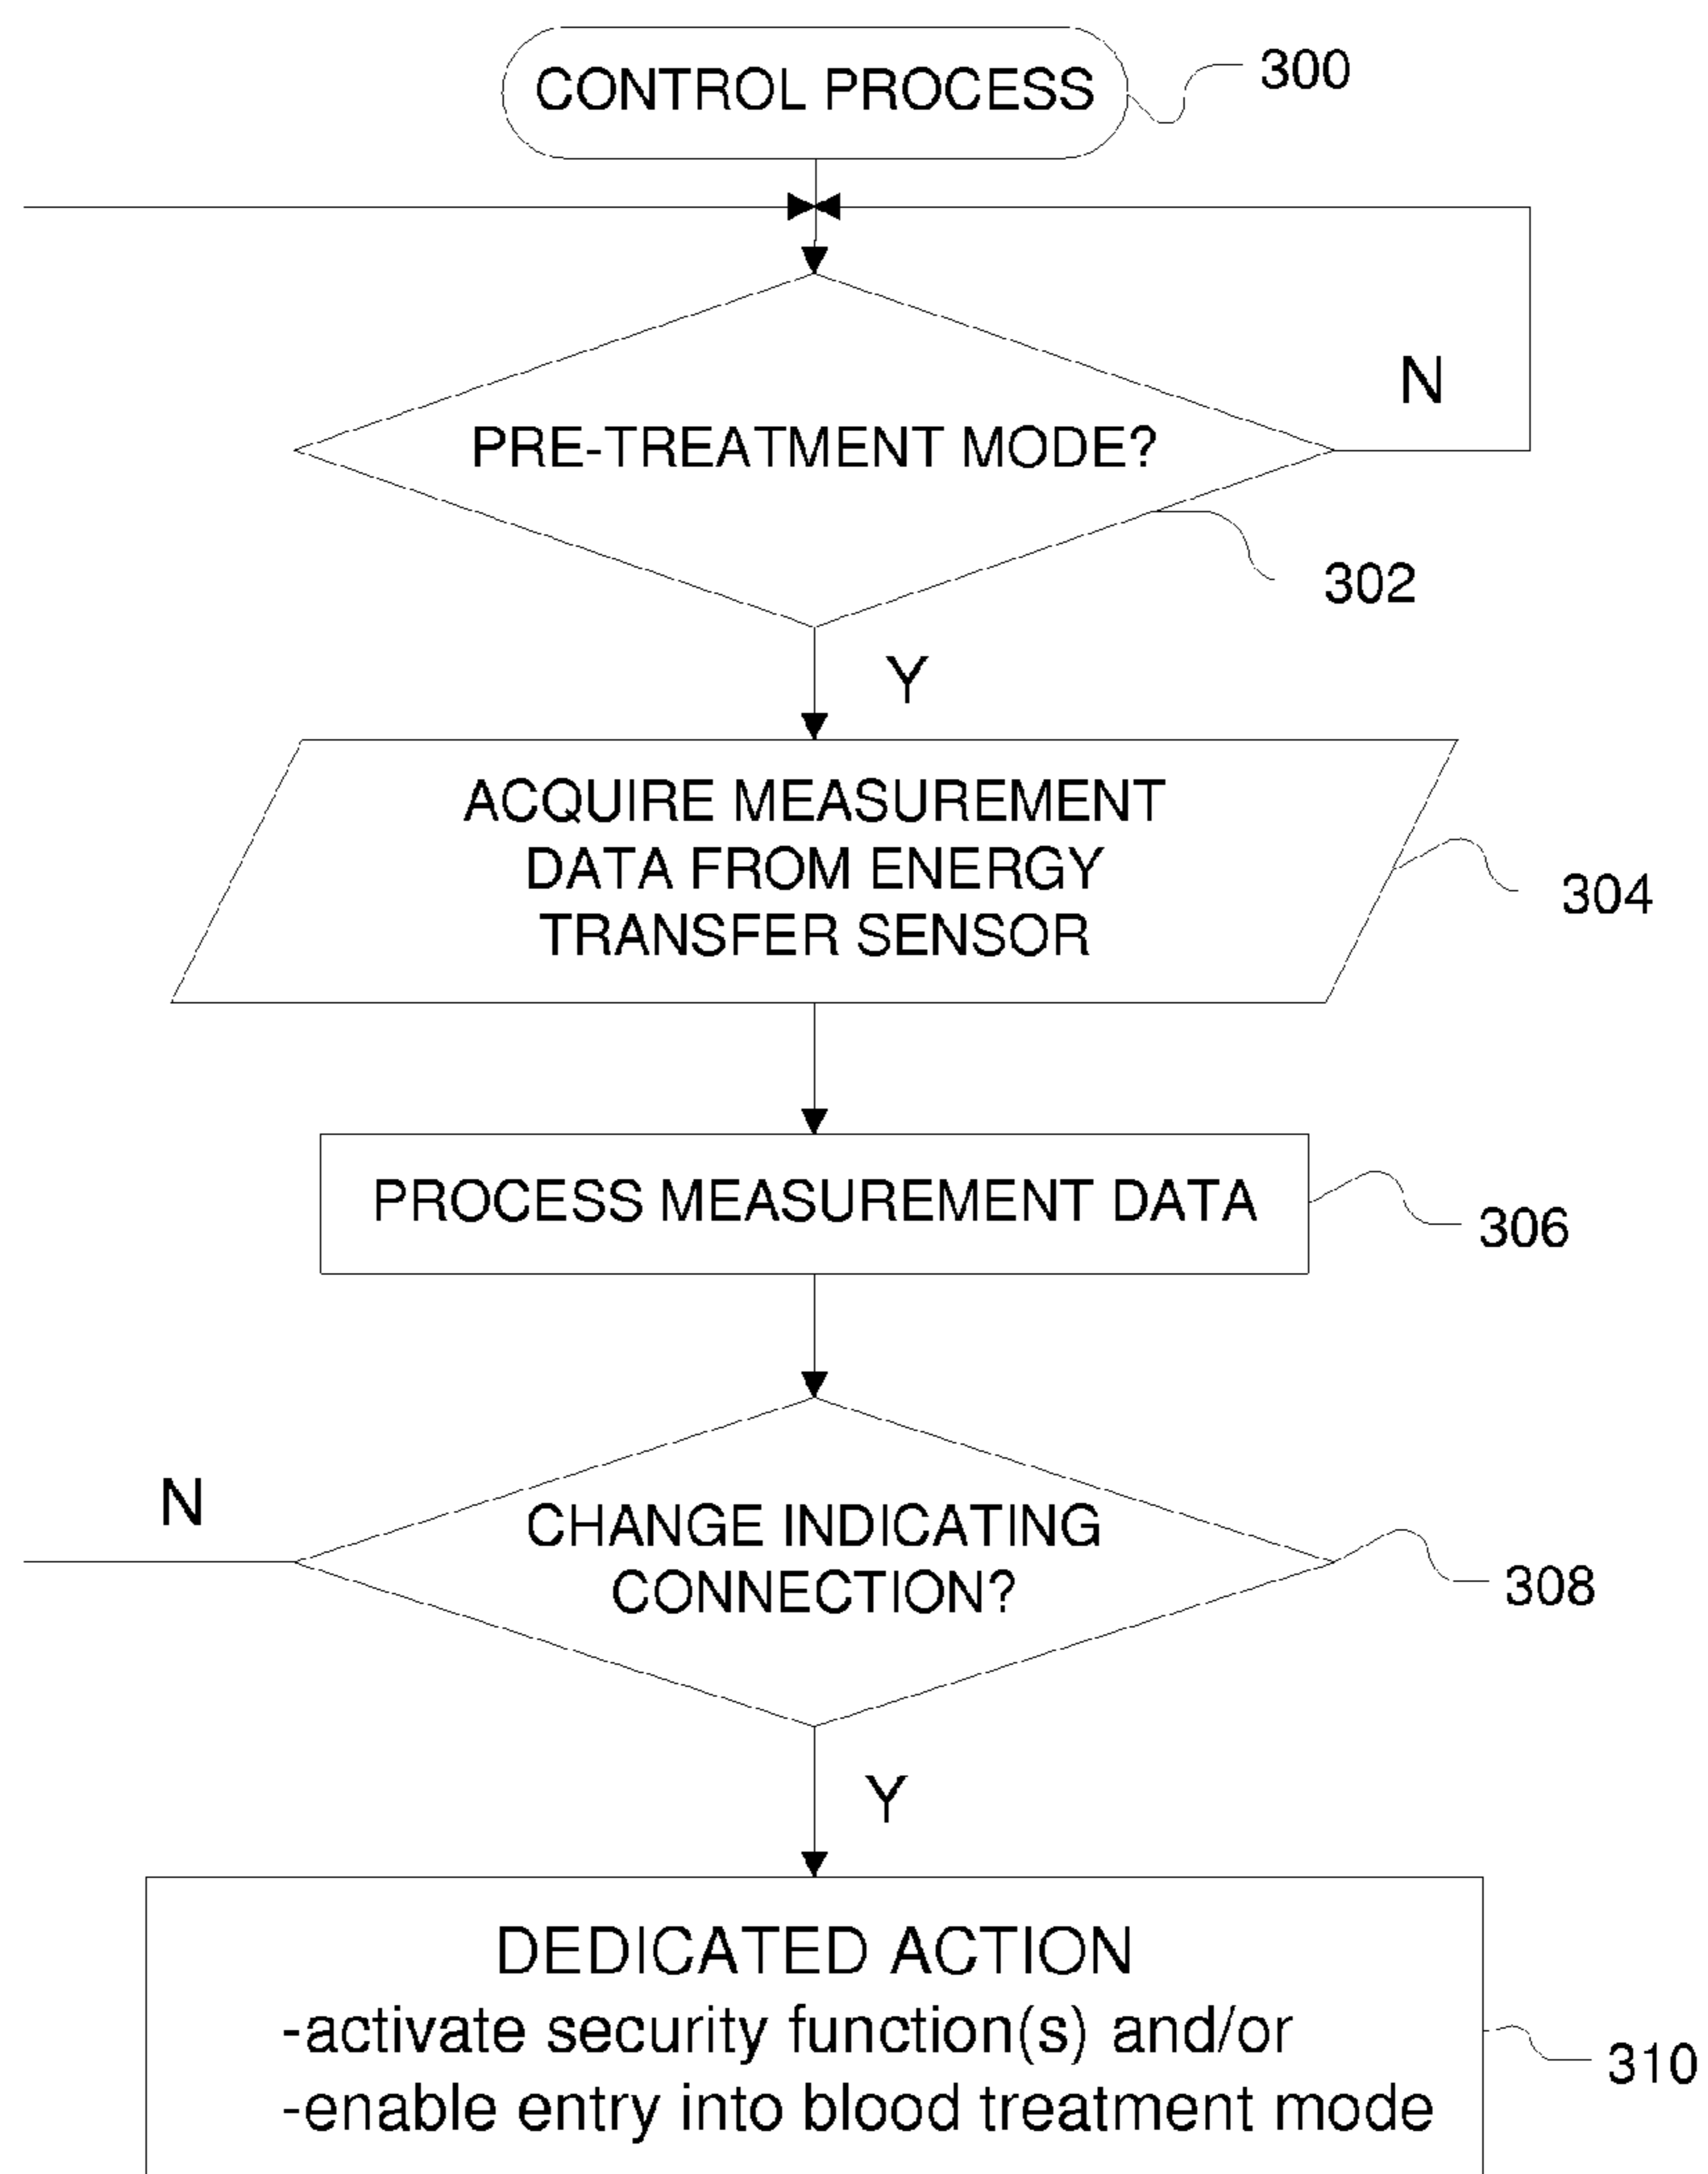 CONTROL PROCESS
300
PRE-TREATMENT MODE?
N
302
Y
ACQUIRE MEASUREMENT
DATA FROM ENERGY
TRANSFER SENSOR
304
PROCESS MEASUREMENT DATA
306
N
CHANGE INDICATING
CONNECTION?
308
Y
DEDICATED ACTION
-activate security function(s) and/or
-enable entry into blood treatment mode
310